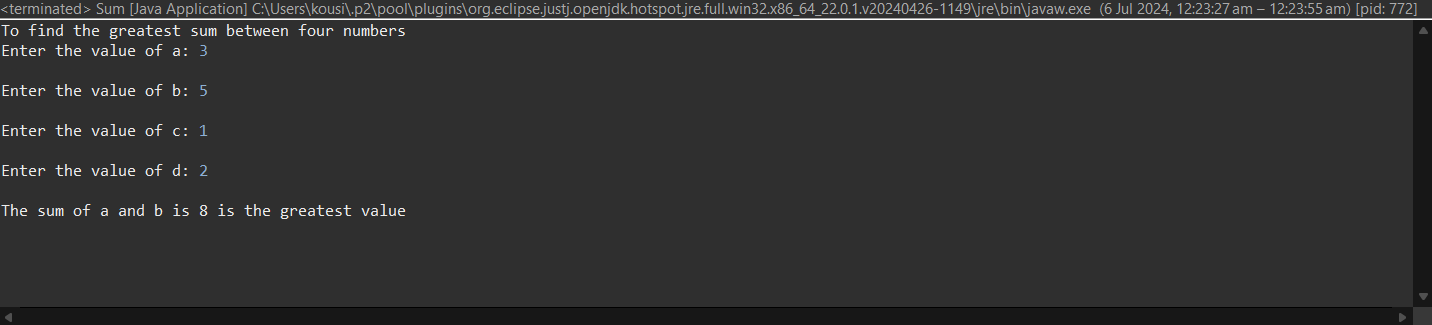 <terminated> Sum [Java Application] C:\Users\kousi\.p2\pool\plugins\org.eclipse.justj.openjdk.hotspot.jre.full.win32.x86_64_22.0.1.v20240426-1149\jre\bin\javaw.exe (6 Jul 2024, 12:23:27 am – 12:23:55 am) [pid: 772]
To find the greatest sum between four numbers
Enter the value of a: 3
Enter the value of b: 5
Enter the value of c: 1
Enter the value of d: 2
The sum of a and b is 8 is the greatest value